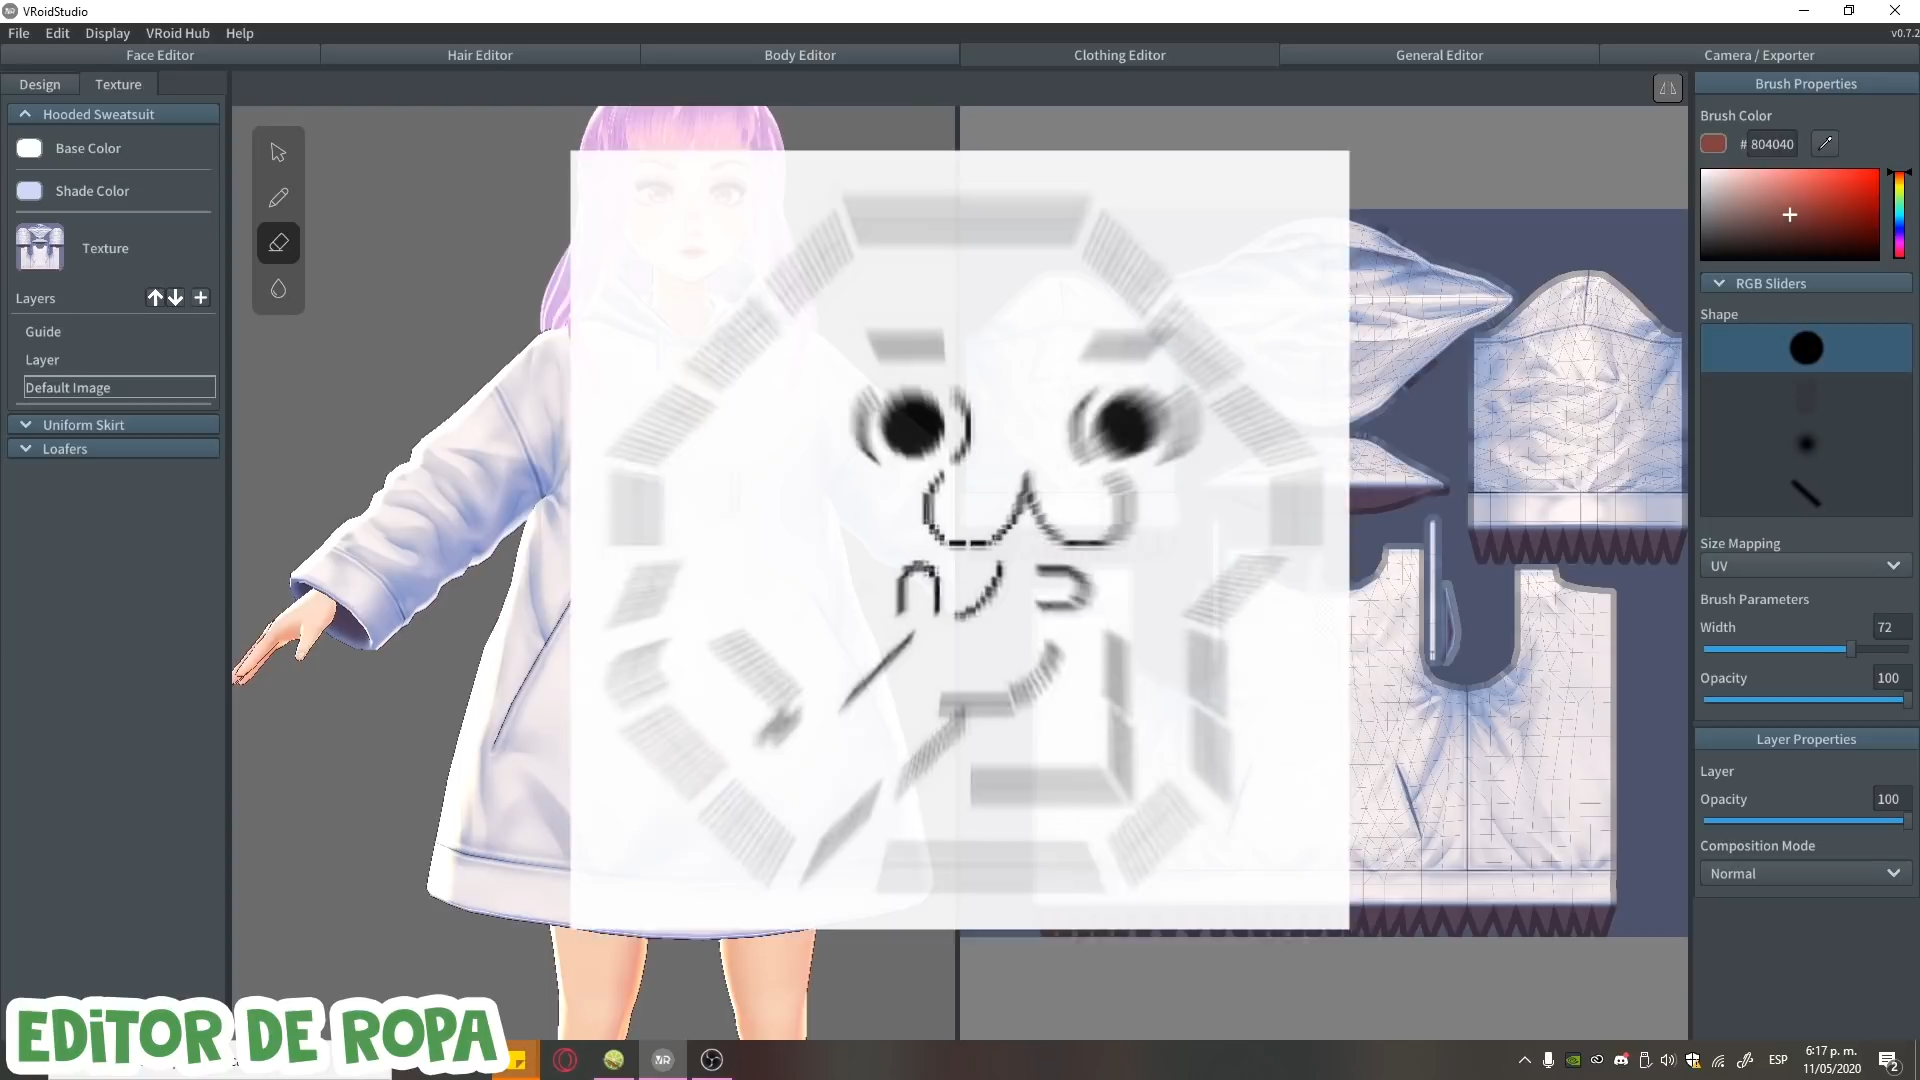 VRoidStudio
File Edit Display VRoid Hub Help
v0.7.2
Face Editor Hair Editor Body Editor Clothing Editor General Editor Camera / Exporter
Design Texture
Hooded Sweatsuit
Base Color
Shade Color
Texture
Layers
Guide
Layer
Default Image
Uniform Skirt
Loafers
Brush Properties
Brush Color
# 804040
RGB Sliders
Shape
Size Mapping
UV
Brush Parameters
Width 72
Opacity 100
Layer Properties
Layer
Opacity 100
Composition Mode
Normal
EDiTOR DE ROPA
ESP
6:17 p. m.
11/05/2020
2